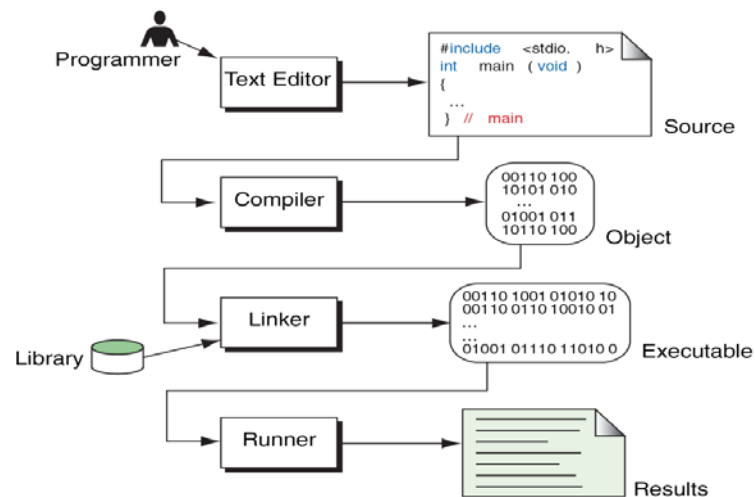 Programmer
Text Editor
#include <stdio. h>
int main ( void )
{
...
} // main
Source
Compiler
00110 100
10101 010
...
01001 011
10110 100
Object
Linker
00110 1001 01010 10
00110 0110 10010 01
...
...
01001 01110 11010 0
Library
Executable
Runner
Results